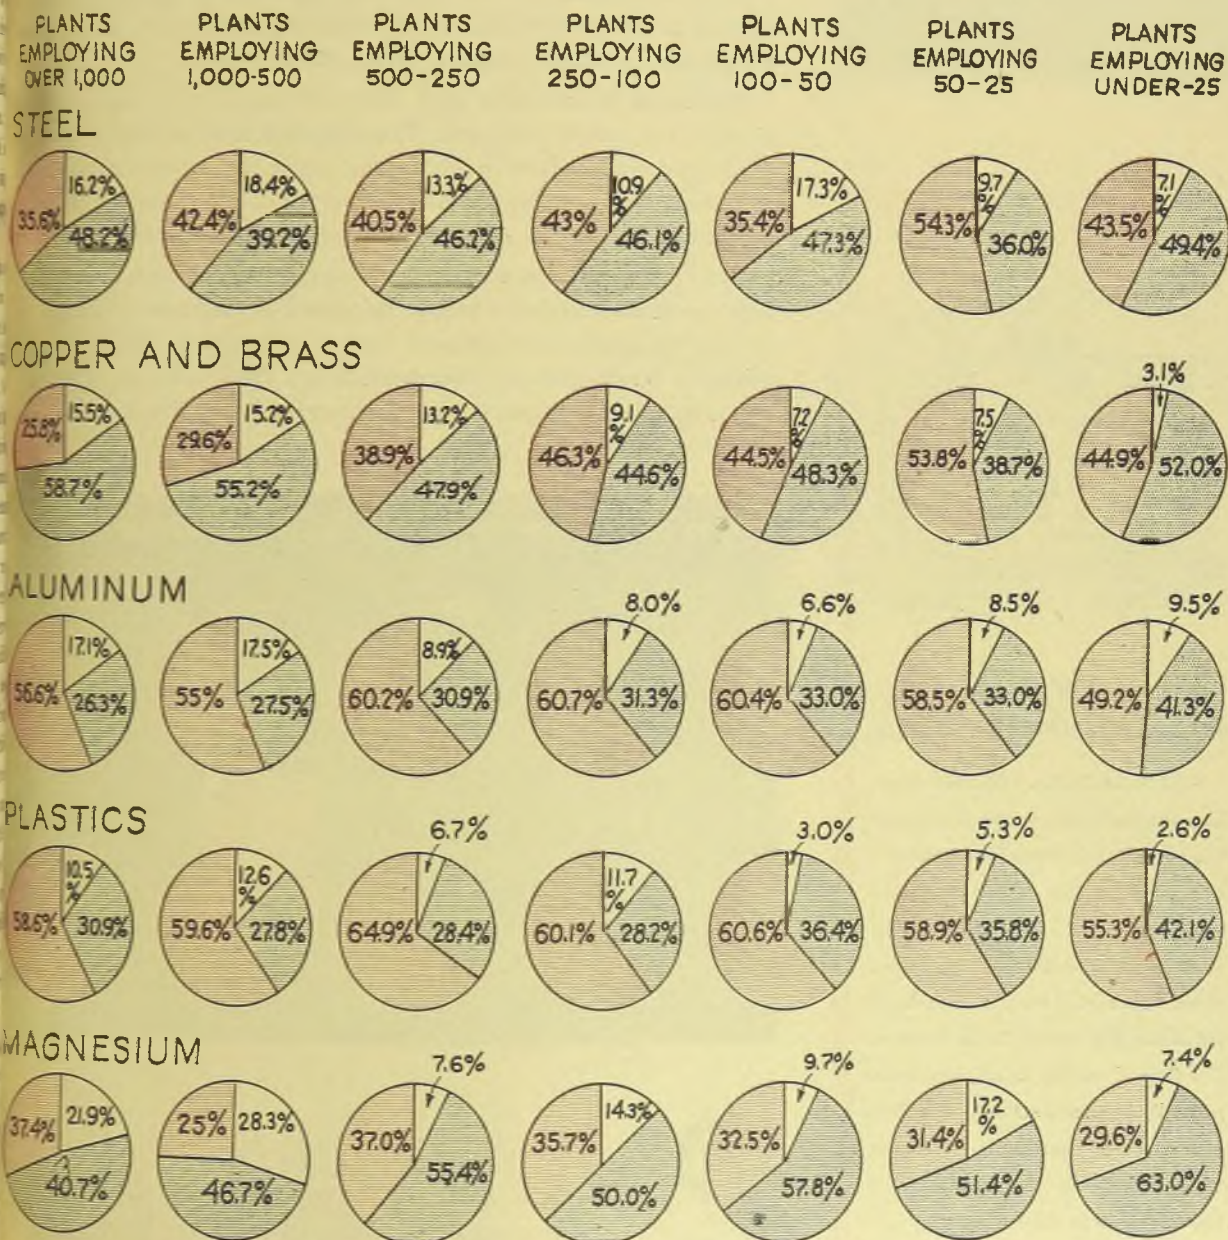 PLANTS EMPLOYING OVER 1,000
PLANTS EMPLOYING 1,000-500
PLANTS EMPLOYING 500-250
PLANTS EMPLOYING 250-100
PLANTS EMPLOYING 100-50
PLANTS EMPLOYING 50-25
PLANTS EMPLOYING UNDER-25
STEEL
16.2% 35.6% 48.2%
18.4% 42.4% 39.2%
13.3% 40.5% 46.2%
10.9% 43% 46.1%
17.3% 35.4% 47.3%
9.7% 54.3% 36.0%
7.1% 43.5% 49.4%
COPPER AND BRASS
15.5% 25.8% 58.7%
15.2% 29.6% 55.2%
13.2% 38.9% 47.9%
9.1% 46.3% 44.6%
7.2% 44.5% 48.3%
7.5% 53.8% 38.7%
3.1% 44.9% 52.0%
ALUMINUM
17.1% 56.6% 26.3%
17.5% 55% 27.5%
8.9% 60.2% 30.9%
8.0% 60.7% 31.3%
6.6% 60.4% 33.0%
8.5% 58.5% 33.0%
9.5% 49.2% 41.3%
PLASTICS
10.5% 58.6% 30.9%
12.6% 59.6% 27.8%
6.7% 64.9% 28.4%
11.7% 60.1% 28.2%
3.0% 60.6% 36.4%
5.3% 58.9% 35.8%
2.6% 55.3% 42.1%
MAGNESIUM
21.9% 37.4% 40.7%
28.3% 25% 46.7%
7.6% 37.0% 55.4%
14.3% 35.7% 50.0%
9.7% 32.5% 57.8%
17.2% 31.4% 51.4%
7.4% 29.6% 63.0%